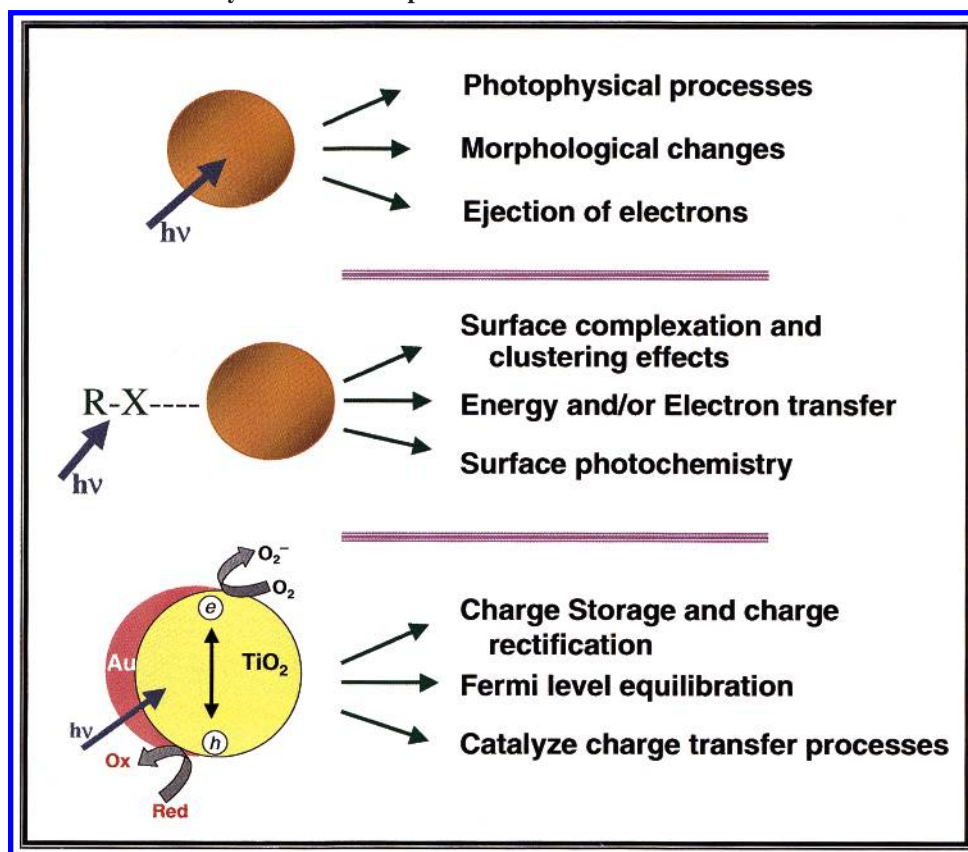 Photophysical processes
Morphological changes
Ejection of electrons
hν
Surface complexation and
clustering effects
R-X----
Energy and/or Electron transfer
Surface photochemistry
hν
O₂⁻
O₂
e
Charge Storage and charge
rectification
Au
TiO₂
Fermi level equilibration
hν
h
Catalyze charge transfer processes
Ox
Red